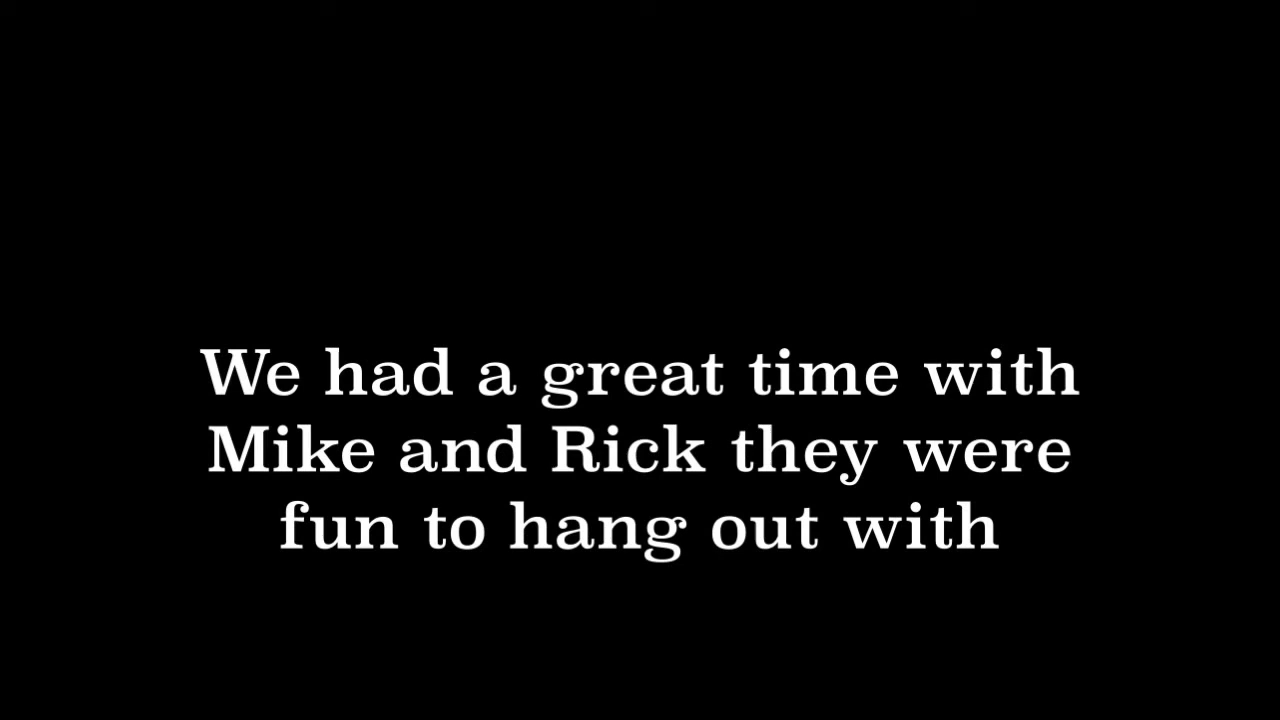 We had a great time with
Mike and Rick they were
fun to hang out with